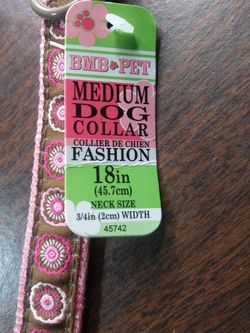 BMB PET
MEDIUM
DOG
COLLAR
COLLIER DE CHIEN
FASHION
18in
(45.7cm)
NECK SIZE
3/4in (2cm) WIDTH
45742